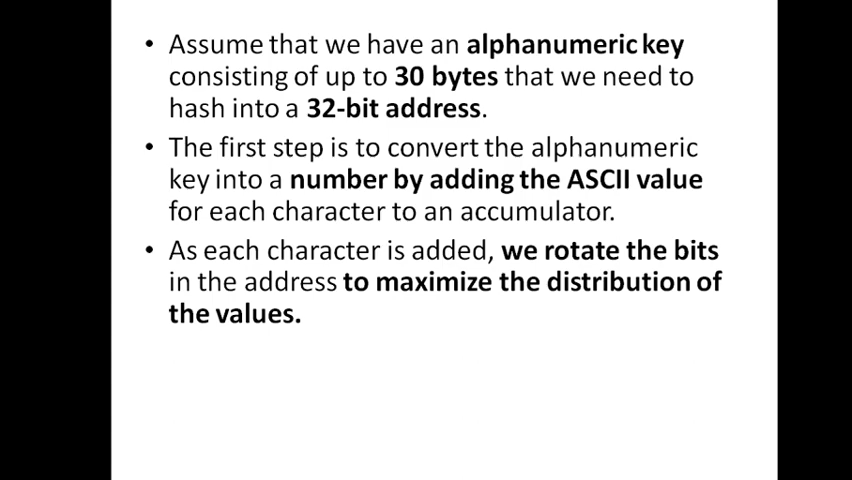 • Assume that we have an alphanumeric key
consisting of up to 30 bytes that we need to
hash into a 32-bit address.
• The first step is to convert the alphanumeric
key into a number by adding the ASCII value
for each character to an accumulator.
• As each character is added, we rotate the bits
in the address to maximize the distribution of
the values.